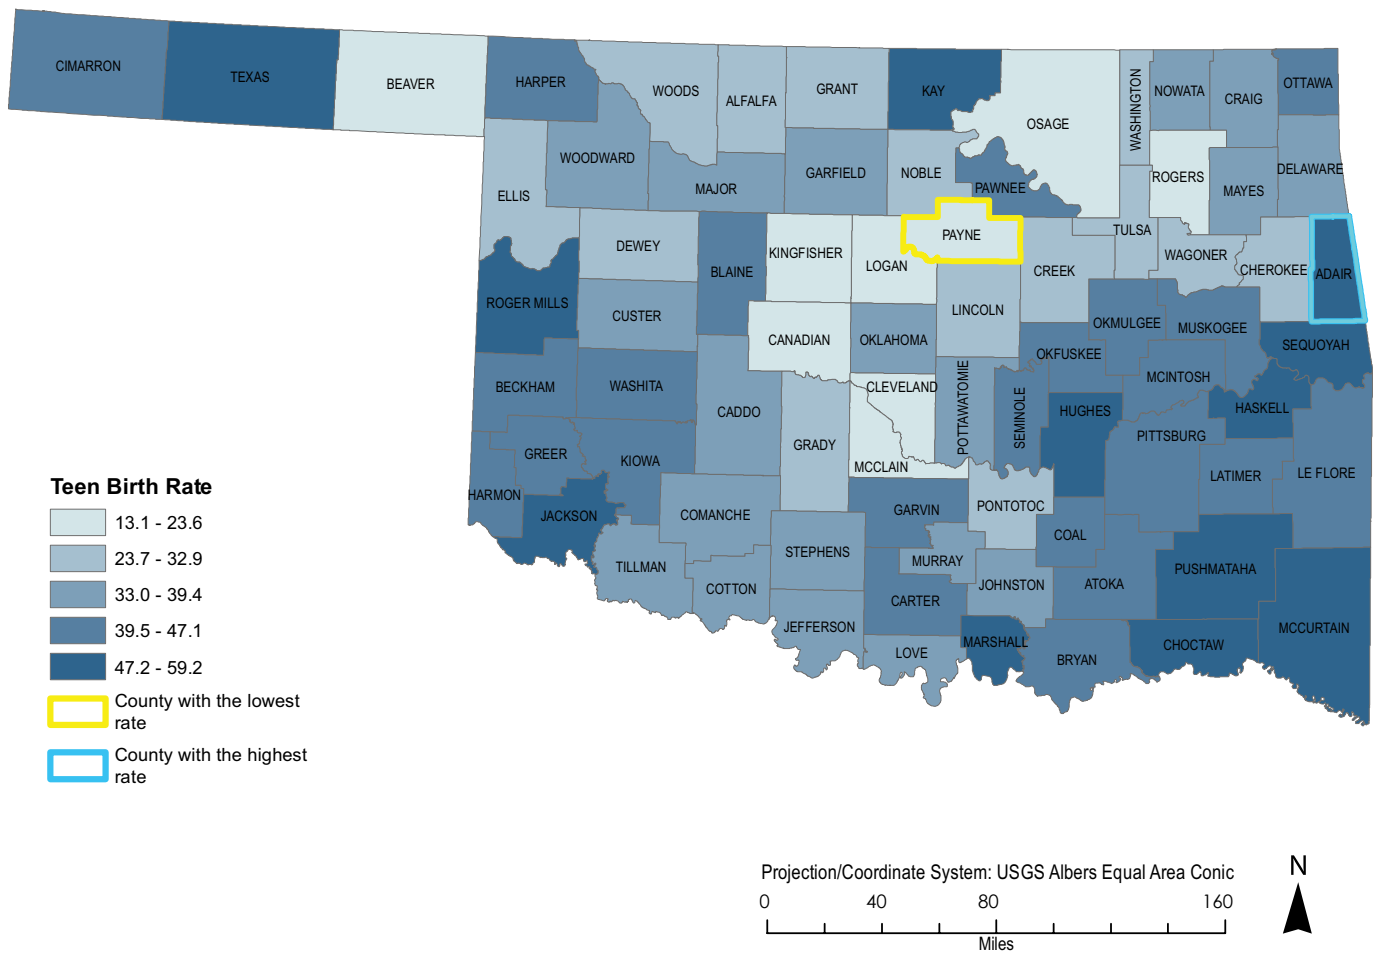 CIMARRON
TEXAS
BEAVER
HARPER
WOODS
ALFALFA
GRANT
KAY
OSAGE
WASHINGTON
NOWATA
CRAIG
OTTAWA
ELLIS
WOODWARD
MAJOR
GARFIELD
NOBLE
PAWNEE
ROGERS
MAYES
DELAWARE
DEWEY
BLAINE
KINGFISHER
LOGAN
PAYNE
CREEK
TULSA
WAGONER
CHEROKEE
ADAIR
ROGER MILLS
CUSTER
CANADIAN
OKLAHOMA
LINCOLN
OKMULGEE
MUSKOGEE
SEQUOYAH
BECKHAM
WASHITA
CADDO
GRADY
CLEVELAND
MCCLAIN
POTTAWATOMIE
SEMINOLE
OKFUSKEE
HUGHES
MCINTOSH
HASKELL
PITTSBURG
LATIMER
LE FLORE
HARMON
GREER
KIOWA
JACKSON
COMANCHE
TILLMAN
COTTON
STEPHENS
JEFFERSON
GARVIN
MURRAY
CARTER
LOVE
PONTOTOC
JOHNSTON
MARSHALL
COAL
ATOKA
BRYAN
PUSHMATAHA
CHOCTAW
MCCURTAIN
Teen Birth Rate
13.1 - 23.6
23.7 - 32.9
33.0 - 39.4
39.5 - 47.1
47.2 - 59.2
County with the lowest
rate
County with the highest
rate
Projection/Coordinate System: USGS Albers Equal Area Conic
0 40 80 160
Miles
N